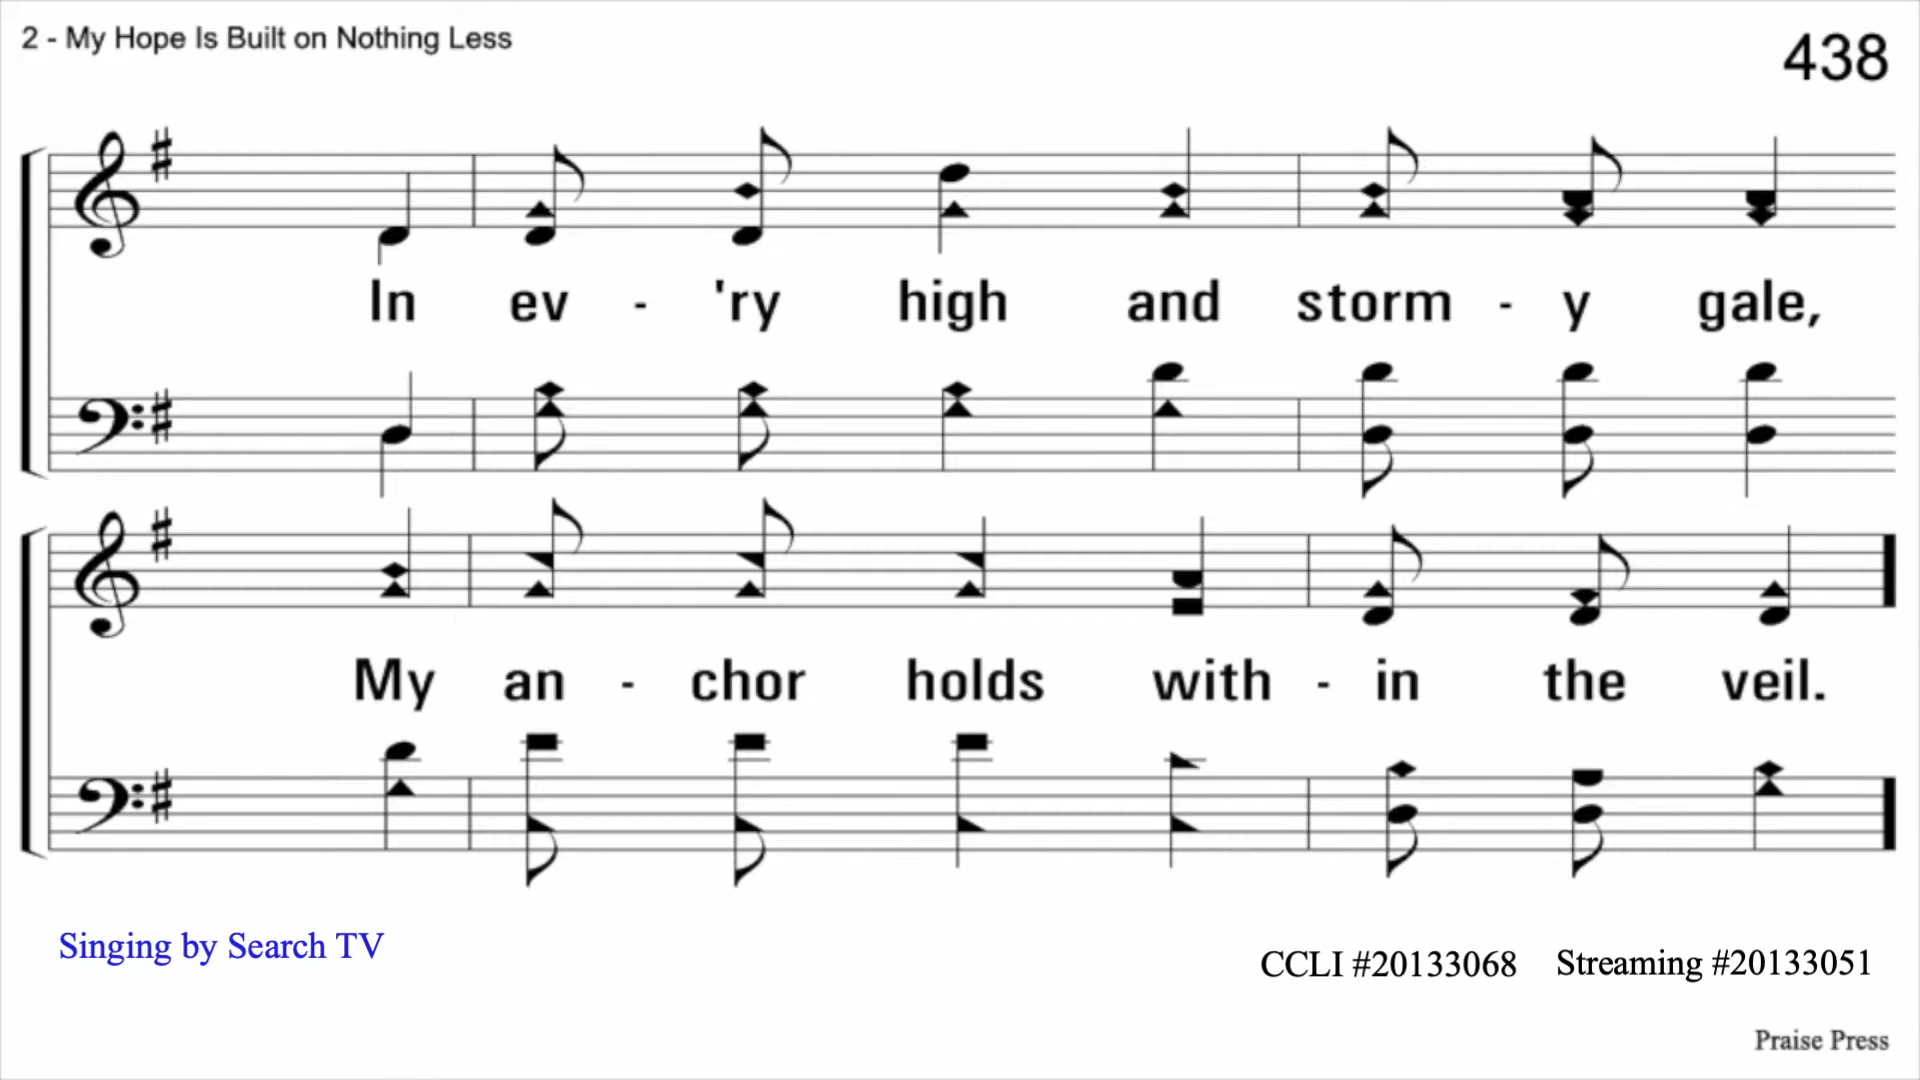 2 - My Hope Is Built on Nothing Less
438
In ev - 'ry high and storm - y gale,
My an - chor holds with - in the veil.
Singing by Search TV
CCLI #20133068 Streaming #20133051
Praise Press